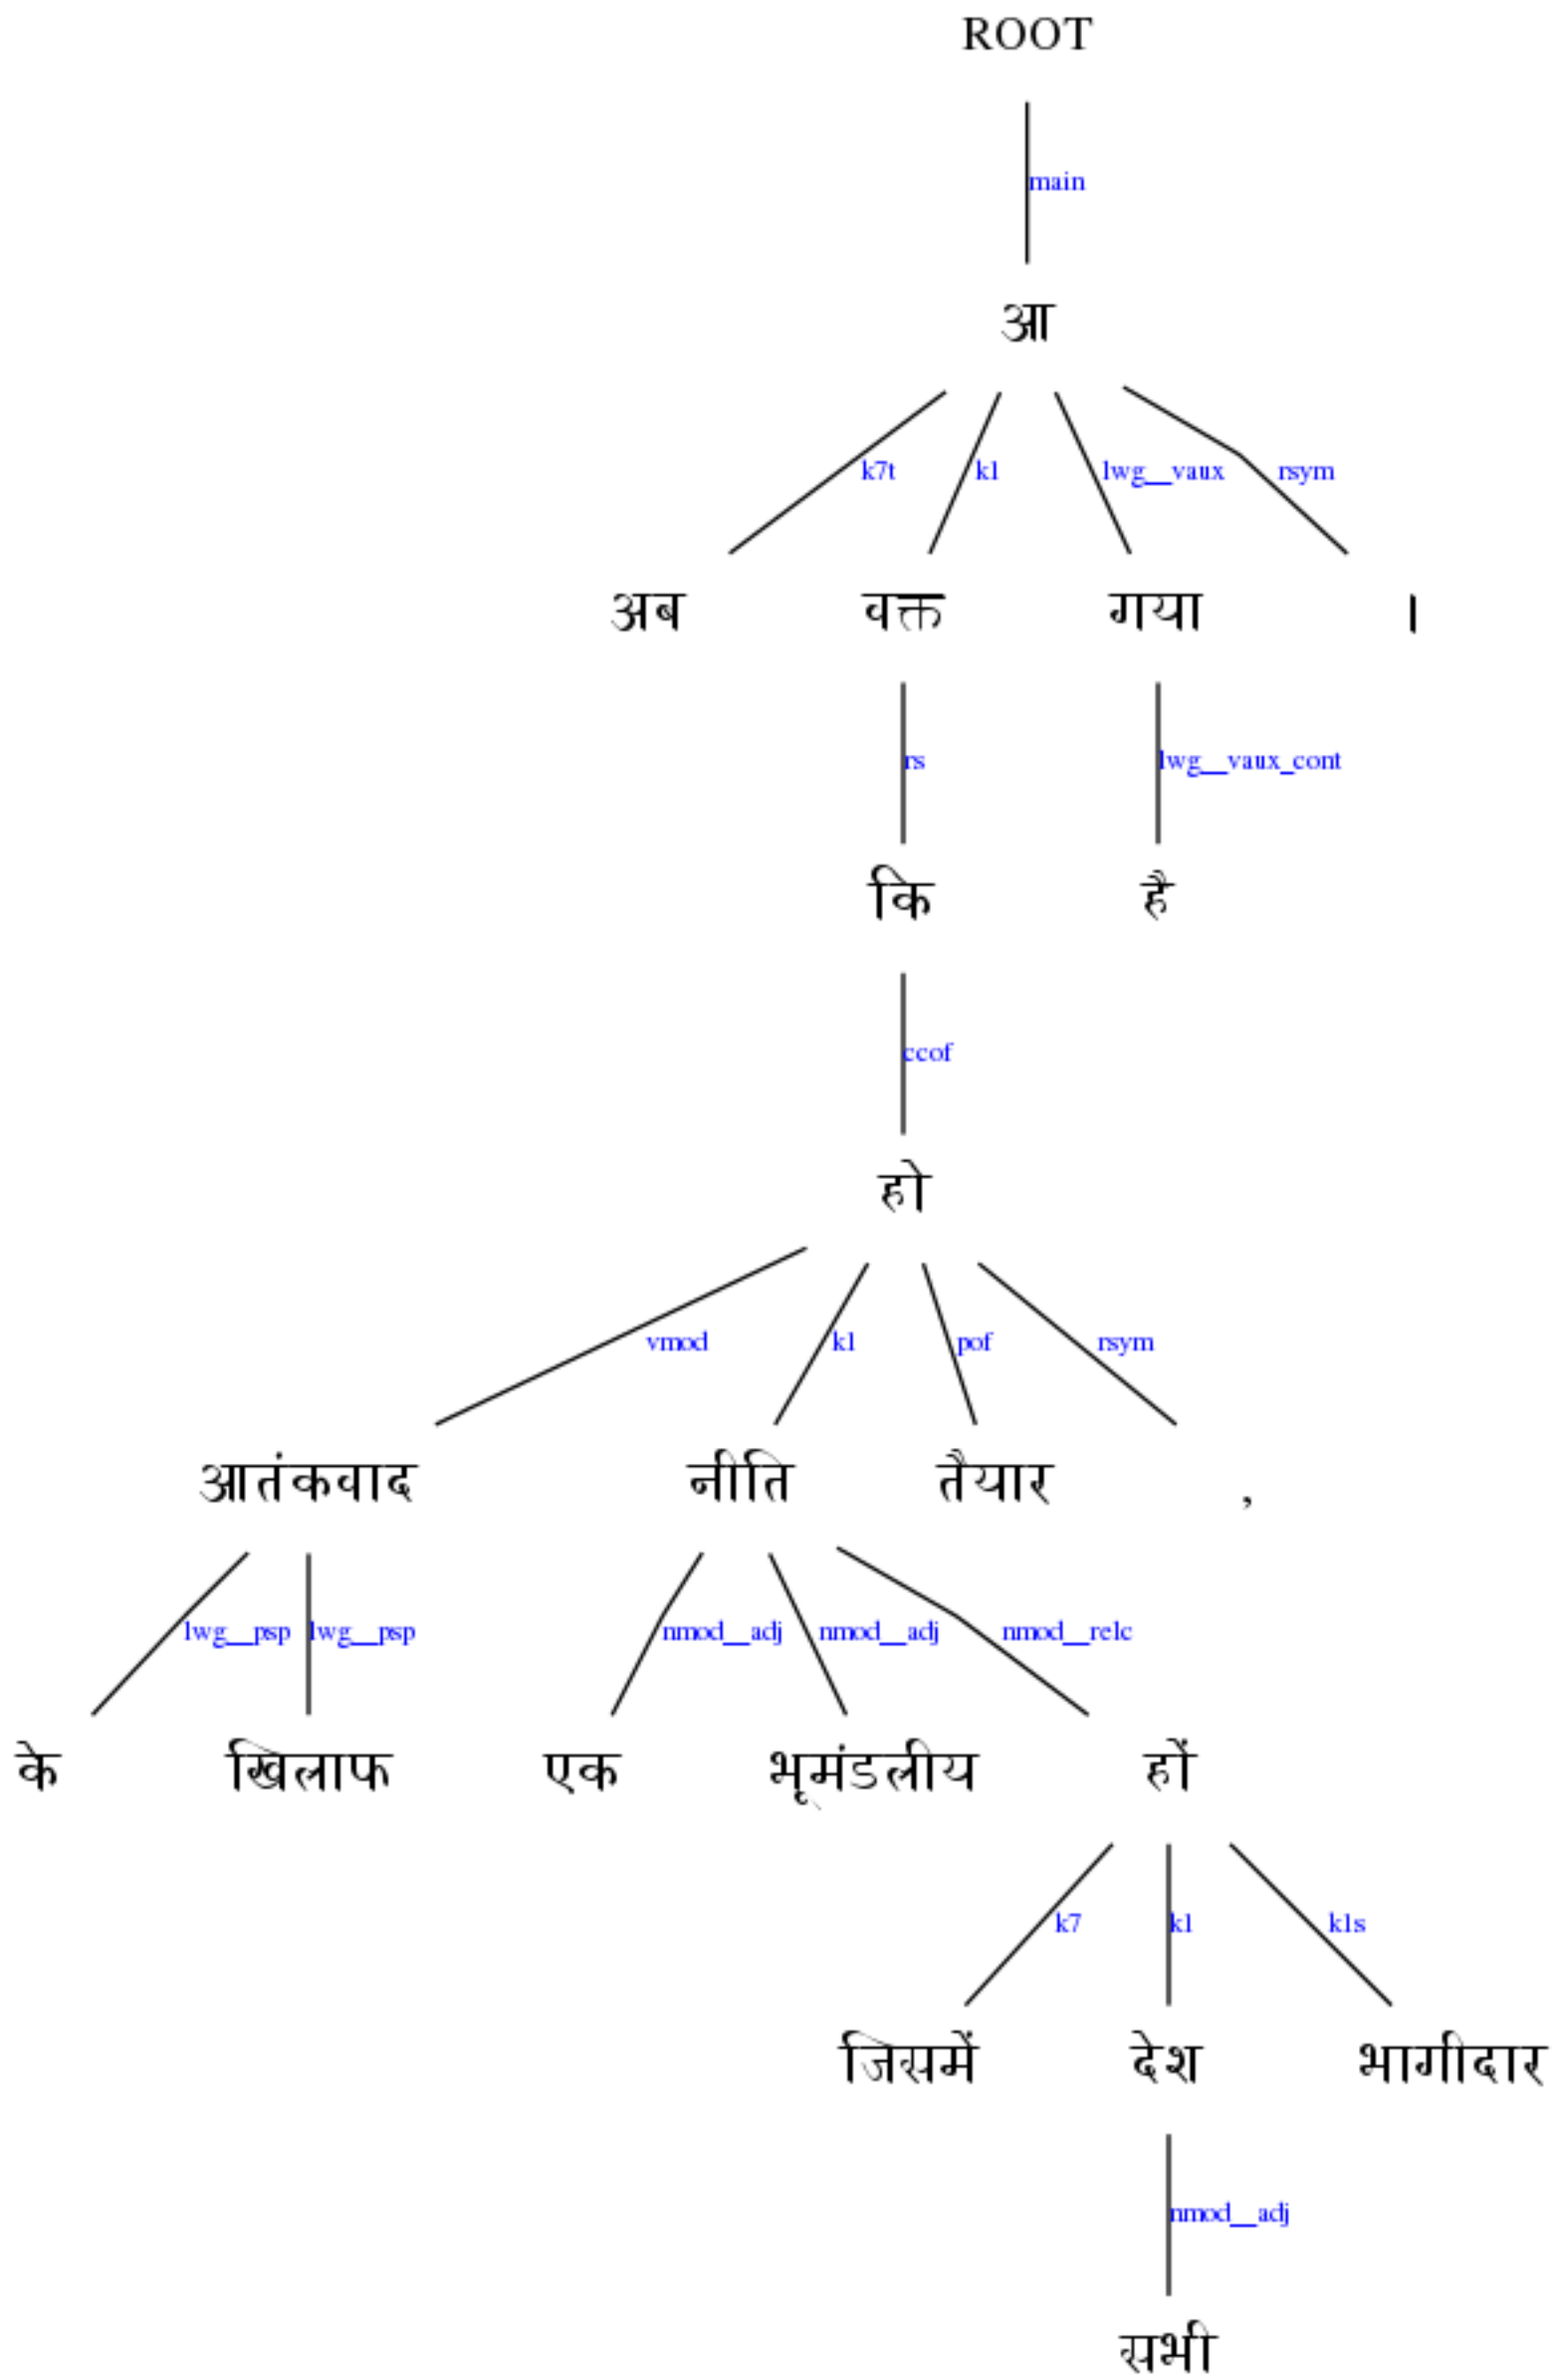 ROOT
main
आ
k7t k1 lwg__vaux rsym
अब वक्त गया ।
rs lwg__vaux_cont
कि है
ccof
हो
vmod k1 pof rsym
आतंकवाद नीति तैयार ,
lwg__psp lwg__psp nmod__adj nmod__adj nmod__relc
के खिलाफ एक भूमंडलीय हों
k7 k1 k1s
जिसमें देश भागीदार
nmod__adj
सभी